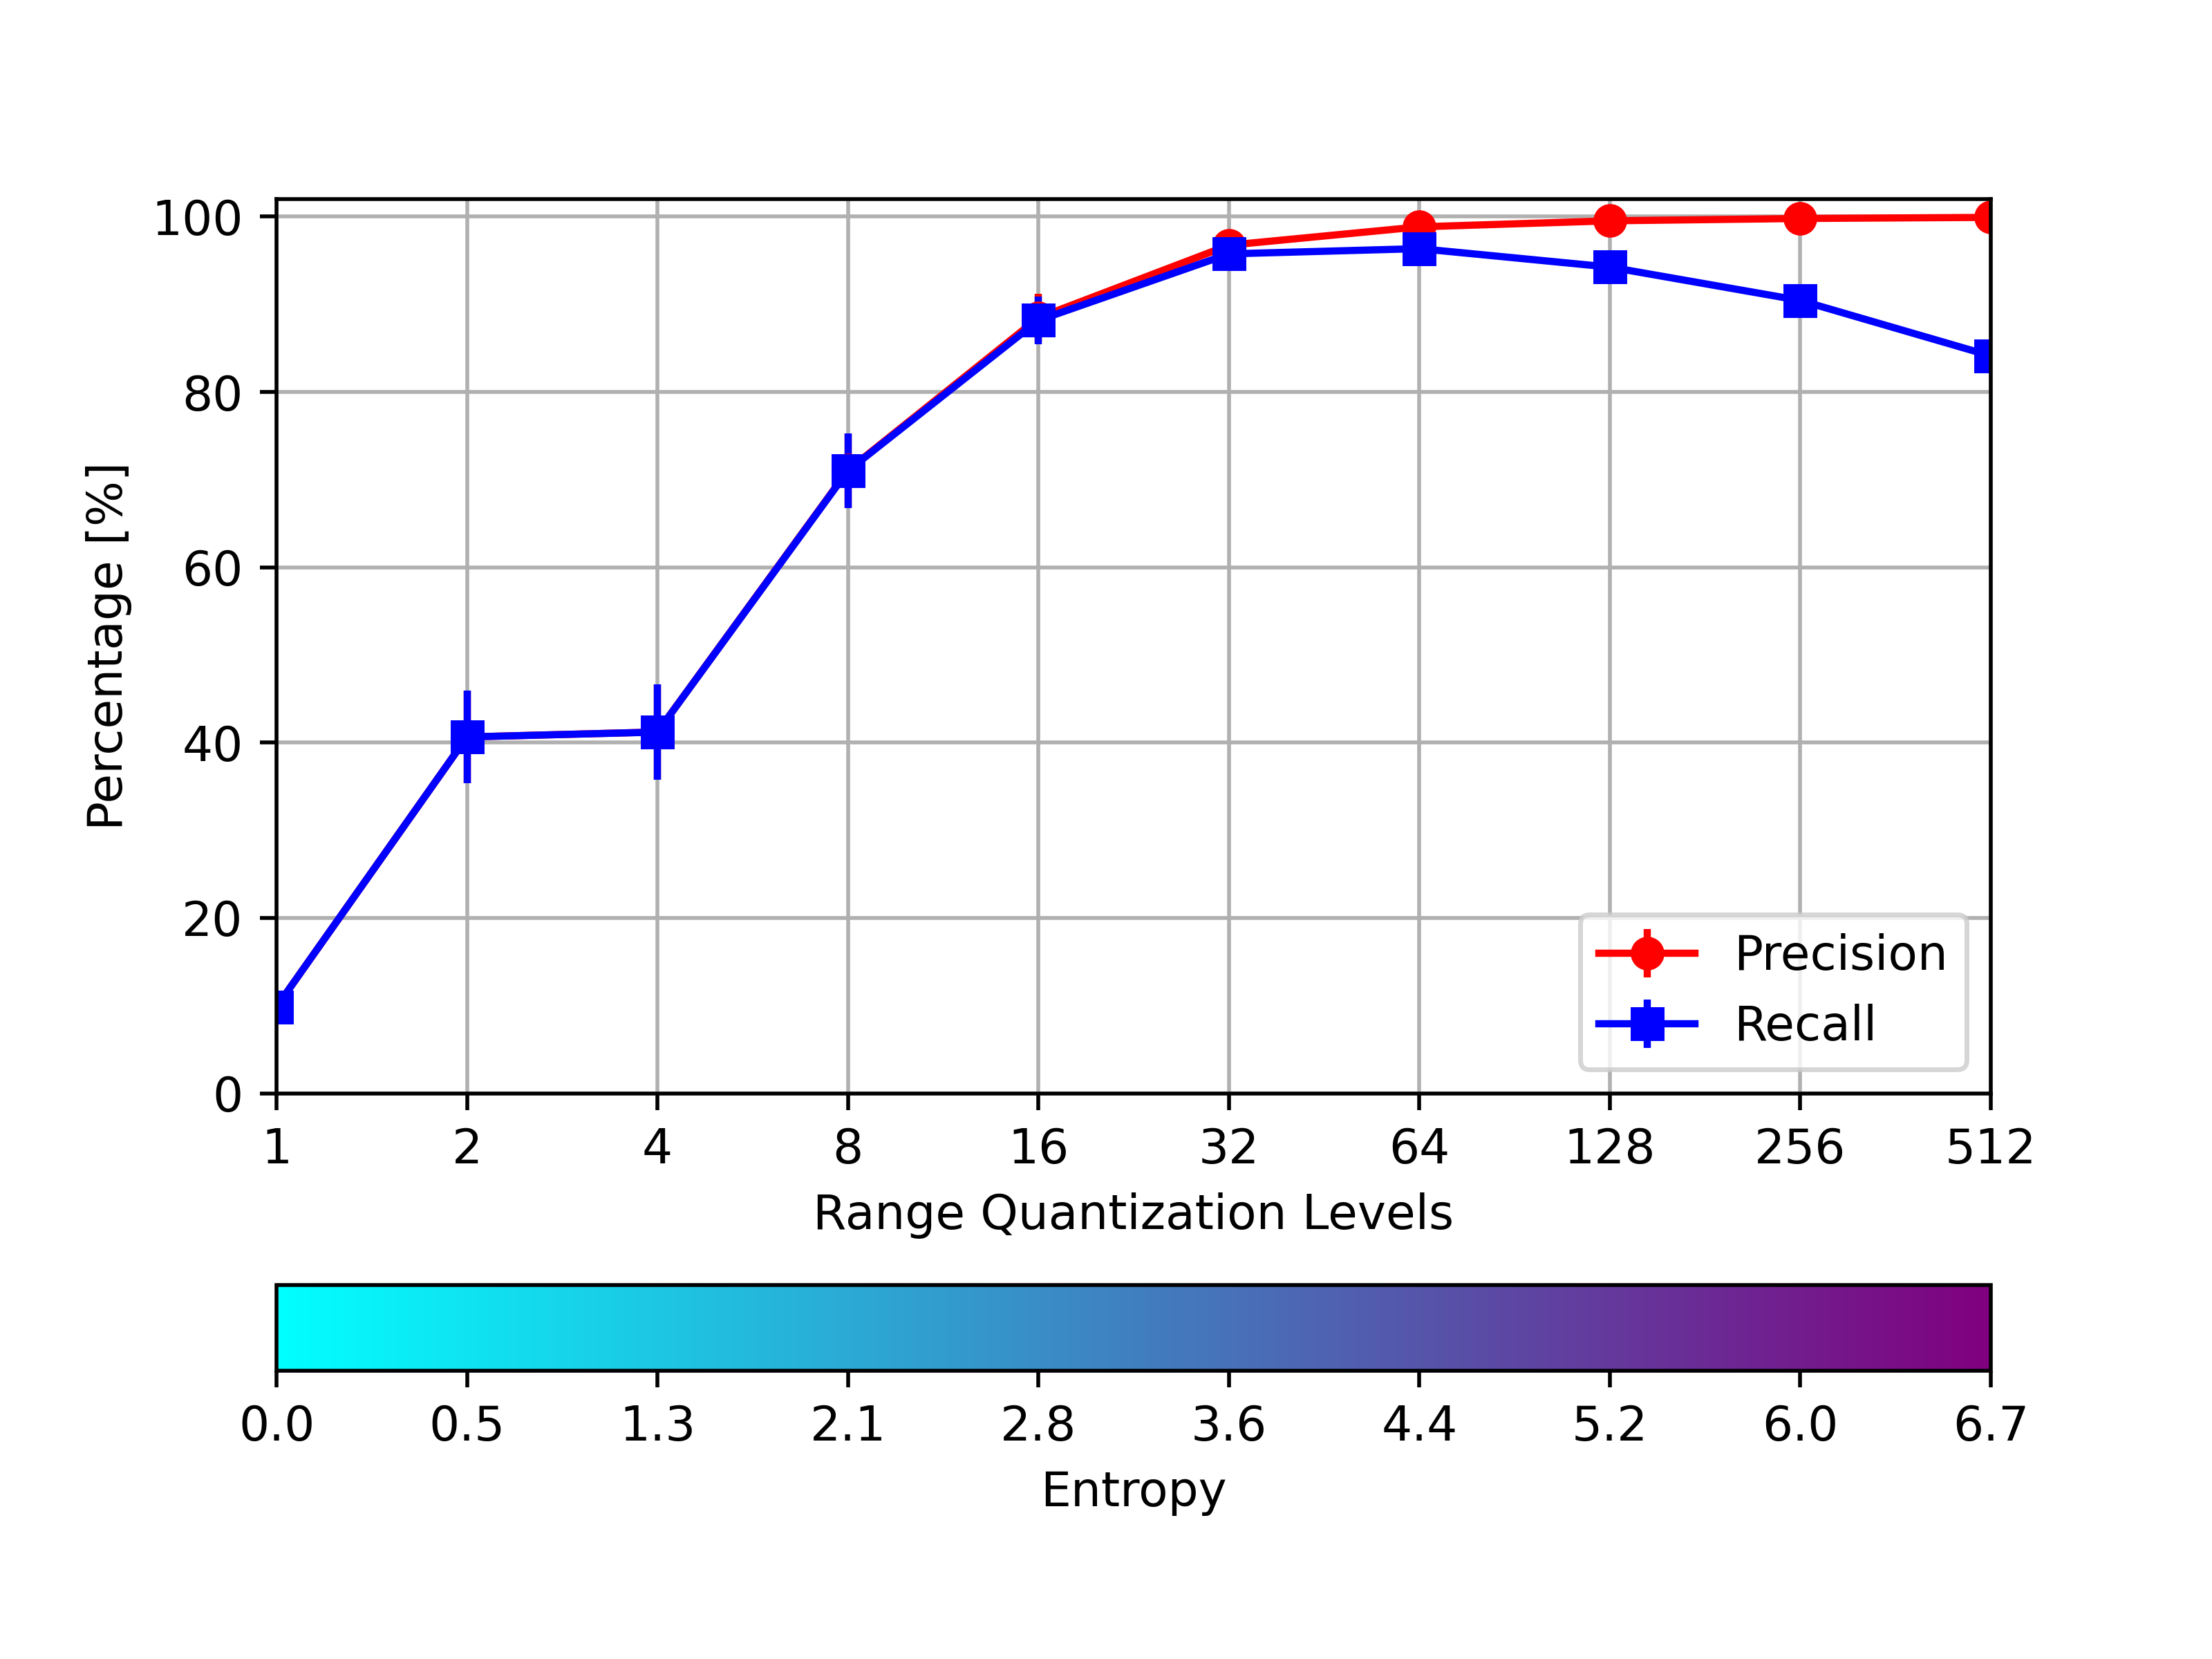 100
80
60
40
20
0
Percentage [%]
Precision
Recall
1 2 4 8 16 32 64 128 256 512
Range Quantization Levels
0.0 0.5 1.3 2.1 2.8 3.6 4.4 5.2 6.0 6.7
Entropy